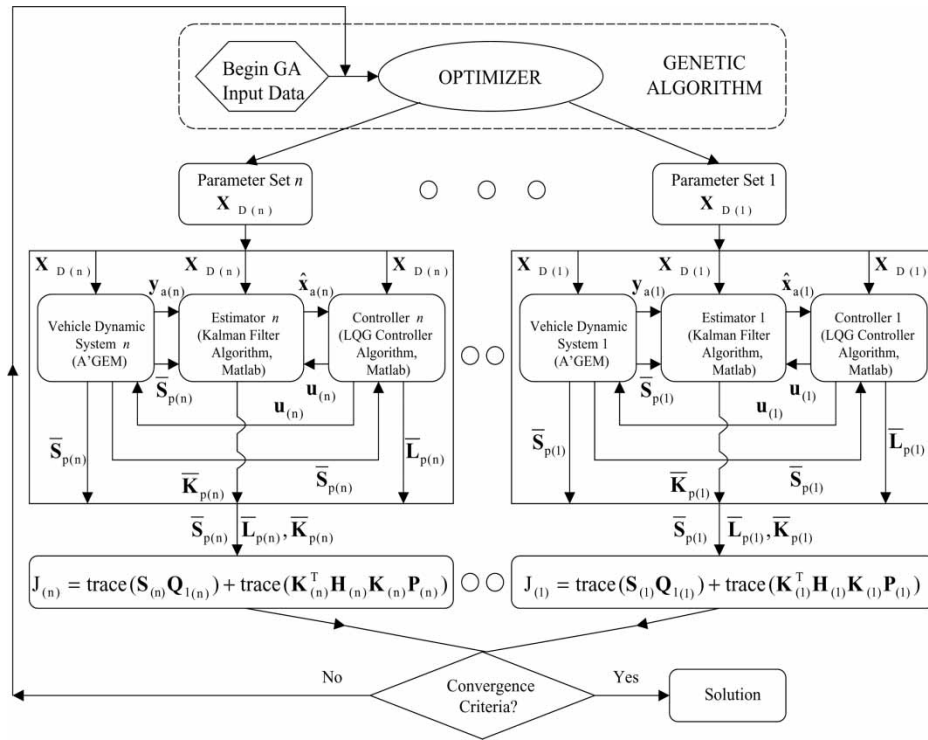 Begin GA
Input Data
OPTIMIZER
GENETIC
ALGORITHM
Parameter Set n
X D(n)
Parameter Set 1
X D(1)
X D(n)
X D(n)
X D(n)
y a(n)
x̂ a(n)
Vehicle Dynamic
System n
(A'GEM)
Estimator n
(Kalman Filter
Algorithm,
Matlab)
Controller n
(LQG Controller
Algorithm,
Matlab)
S̅ p(n)
u (n)
u (n)
S̅ p(n)
L̅ p(n)
K̅ p(n)
S̅ p(n)
X D(1)
X D(1)
X D(1)
y a(1)
x̂ a(1)
Vehicle Dynamic
System 1
(A'GEM)
Estimator 1
(Kalman Filter
Algorithm,
Matlab)
Controller 1
(LQG Controller
Algorithm,
Matlab)
S̅ p(1)
u (1)
u (1)
S̅ p(1)
L̅ p(1)
K̅ p(1)
S̅ p(1)
S̅ p(n) L̅ p(n), K̅ p(n)
S̅ p(1) L̅ p(1), K̅ p(1)
J(n) = trace(S(n)Q1(n)) + trace(K^T(n)H(n)K(n)P(n))
J(1) = trace(S(1)Q1(1)) + trace(K^T(1)H(1)K(1)P(1))
No
Convergence
Criteria?
Yes
Solution